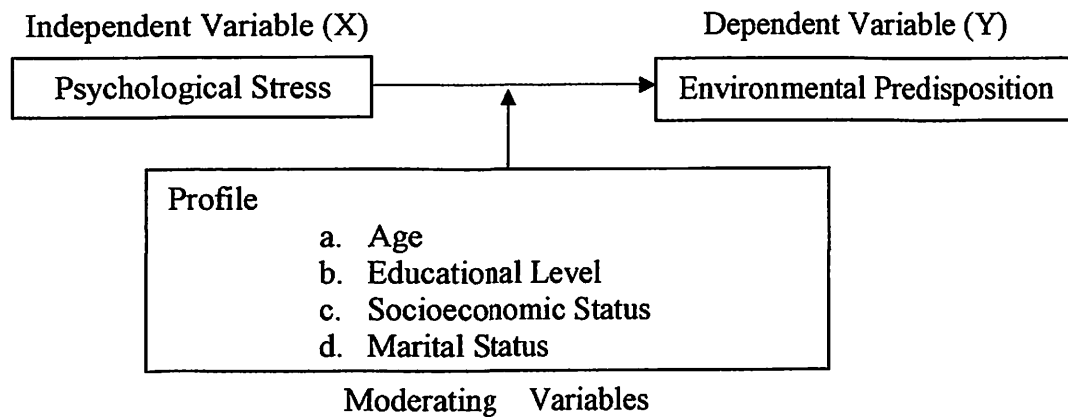 Independent Variable (X)
Dependent Variable (Y)
Psychological Stress
Environmental Predisposition
Profile
a. Age
b. Educational Level
c. Socioeconomic Status
d. Marital Status
Moderating Variables